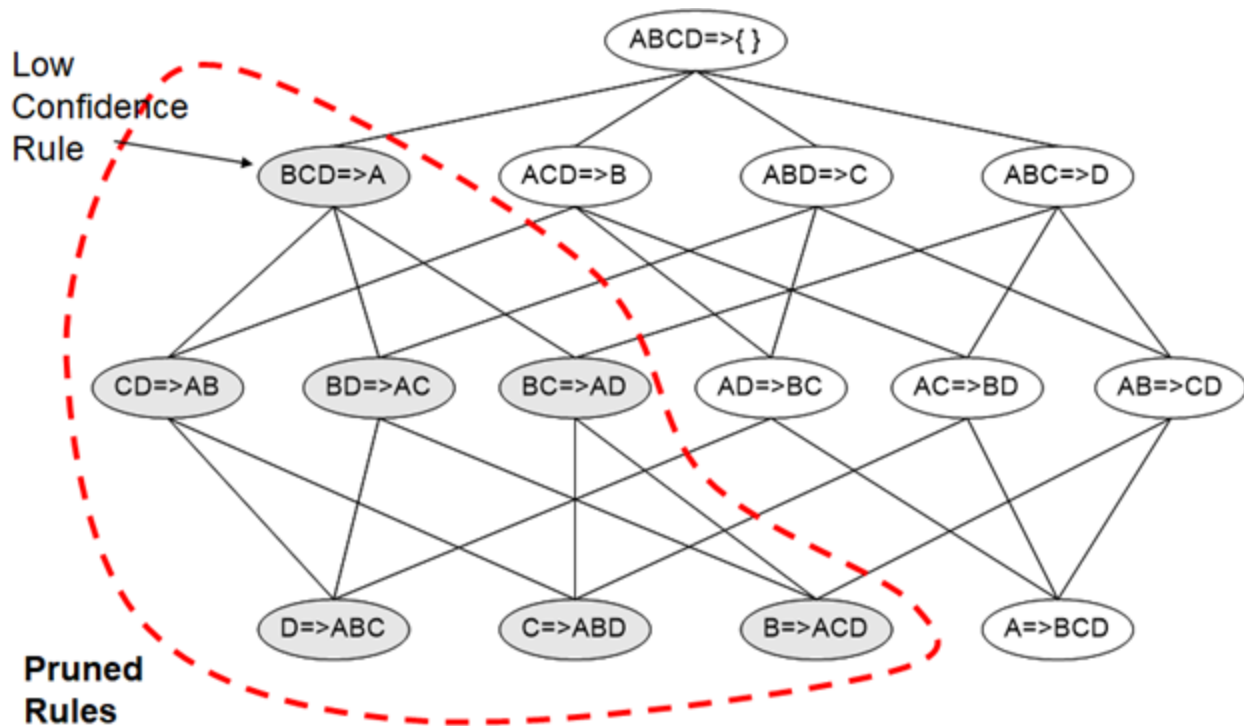 ABCD=>{ }
Low
Confidence
Rule
BCD=>A
ACD=>B
ABD=>C
ABC=>D
CD=>AB
BD=>AC
BC=>AD
AD=>BC
AC=>BD
AB=>CD
D=>ABC
C=>ABD
B=>ACD
A=>BCD
Pruned
Rules